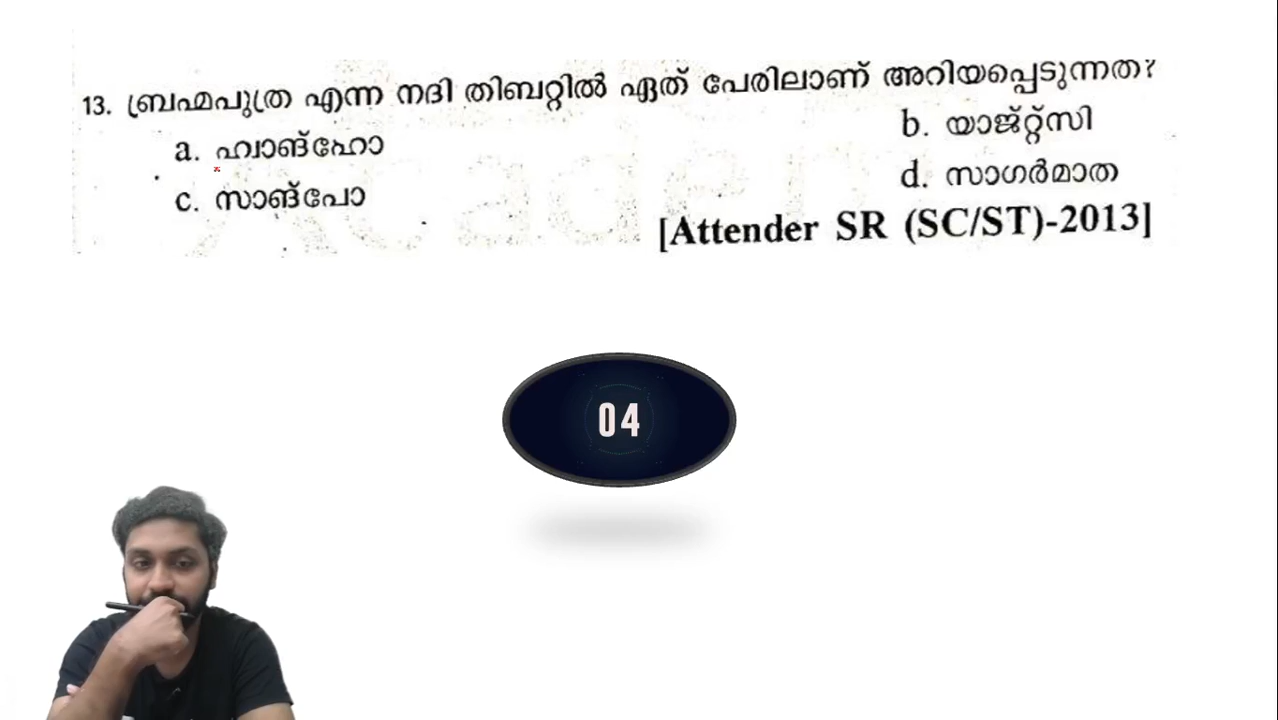 13. ബ്രഹ്മപുത്ര എന്ന നദി തിബറ്റിൽ ഏത് പേരിലാണ് അറിയപ്പെടുന്നത?
a. ഹ്വാങ്ഹോ
b. യാജ്റ്റ്സി
c. സാങ്പോ
d. സാഗർമാത
[Attender SR (SC/ST)-2013]
04